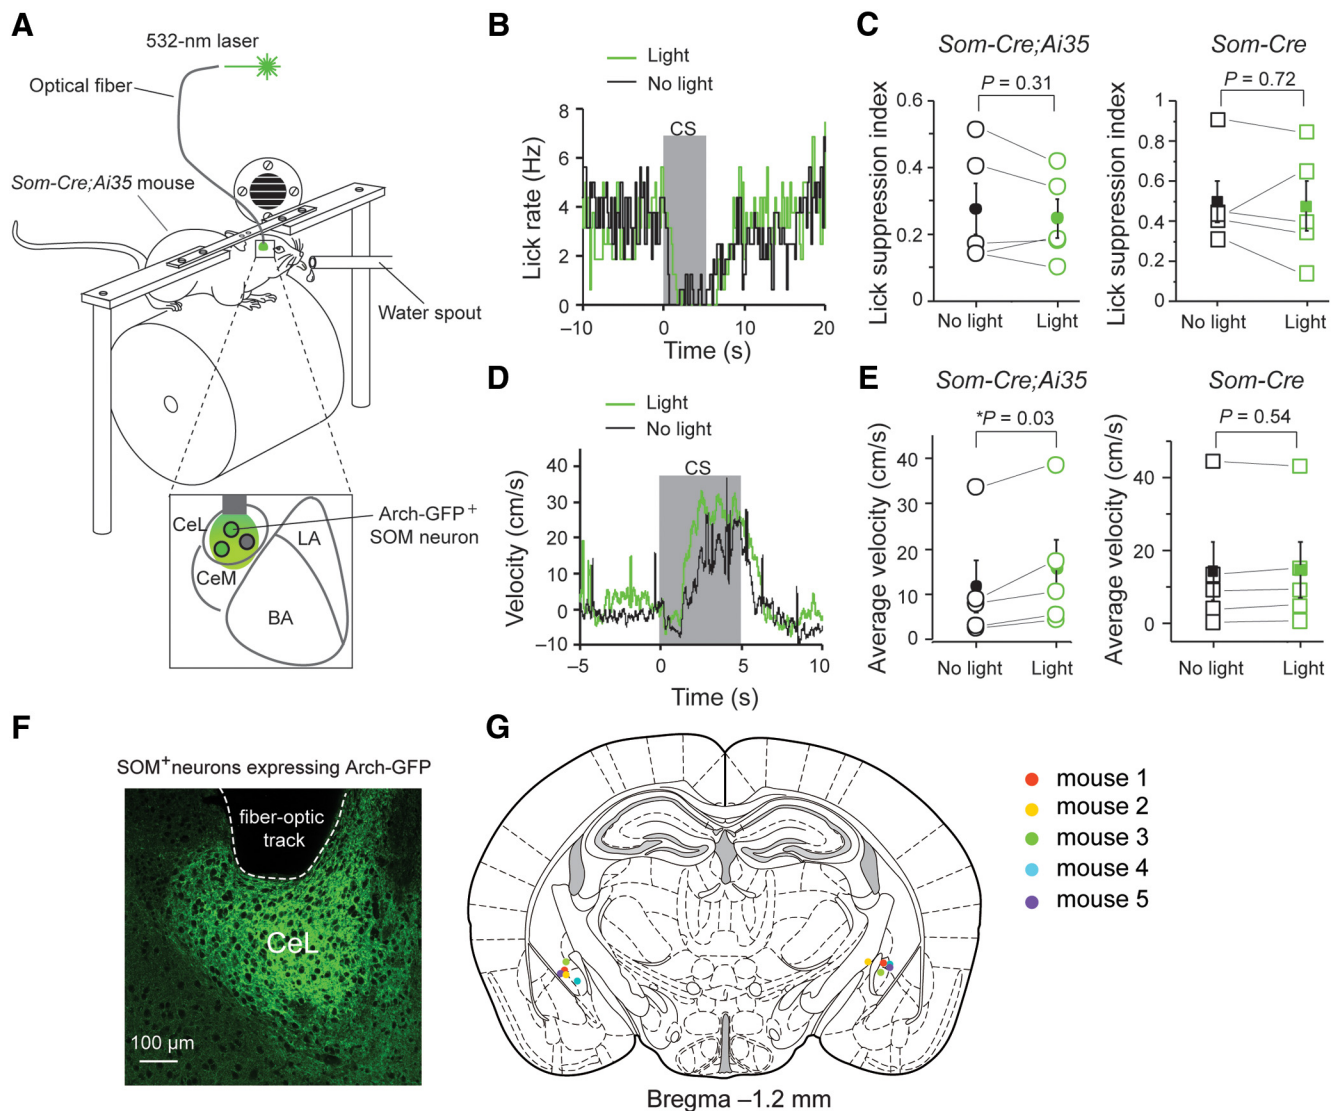 A
532-nm laser
Optical fiber
Som-Cre;Ai35 mouse
Water spout
CeL
CeM
LA
BA
Arch-GFP+
SOM neuron
B
Light
No light
CS
Lick rate (Hz)
8
6
4
2
0
–10
0
10
20
Time (s)
C
Som-Cre;Ai35
P = 0.31
Lick suppression index
0.6
0.4
0.2
0
No light
Light
Som-Cre
P = 0.72
Lick suppression index
1
0.8
0.6
0.4
0.2
0
No light
Light
D
Light
No light
CS
Velocity (cm/s)
40
30
20
10
0
–10
–5
0
5
10
Time (s)
E
Som-Cre;Ai35
*P = 0.03
Average velocity (cm/s)
40
30
20
10
0
No light
Light
Som-Cre
P = 0.54
Average velocity (cm/s)
40
20
0
No light
Light
F
SOM+neurons expressing Arch-GFP
fiber-optic
track
CeL
100 µm
G
mouse 1
mouse 2
mouse 3
mouse 4
mouse 5
Bregma –1.2 mm